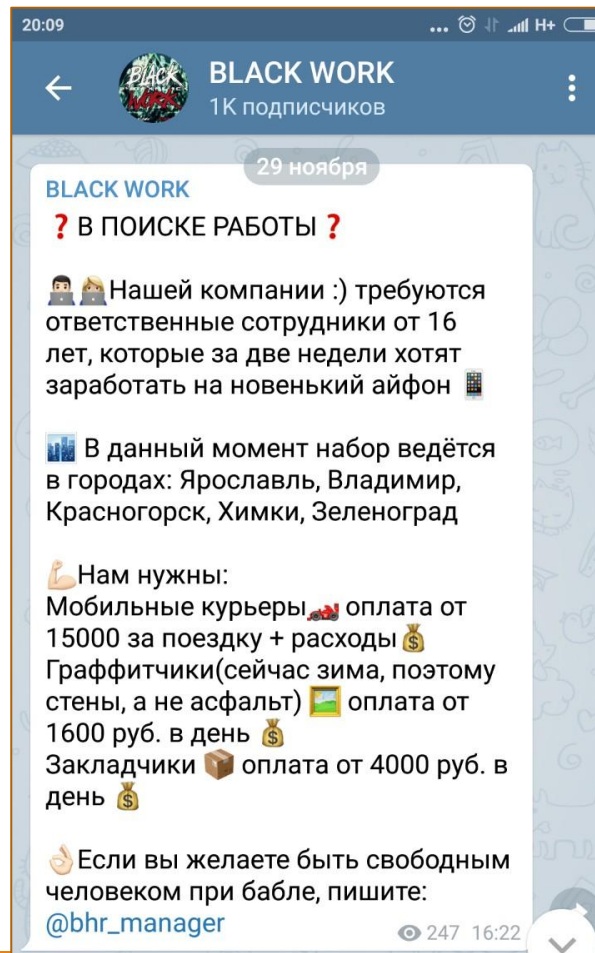 20:09
... H+
BLACK
WORK
BLACK WORK
1K подписчиков
29 ноября
BLACK WORK
❓ В ПОИСКЕ РАБОТЫ ❓
👨🏻‍💻👩🏼‍💻Нашей компании :) требуются
ответственные сотрудники от 16
лет, которые за две недели хотят
заработать на новенький айфон 📱
🏙 В данный момент набор ведётся
в городах: Ярославль, Владимир,
Красногорск, Химки, Зеленоград
💪🏻Нам нужны:
Мобильные курьеры🏎 оплата от
15000 за поездку + расходы💰
Граффитчики(сейчас зима, поэтому
стены, а не асфальт) 🖼 оплата от
1600 руб. в день 💰
Закладчики 📦 оплата от 4000 руб. в
день 💰
👌🏻Если вы желаете быть свободным
человеком при бабле, пишите:
@bhr_manager
247 16:22